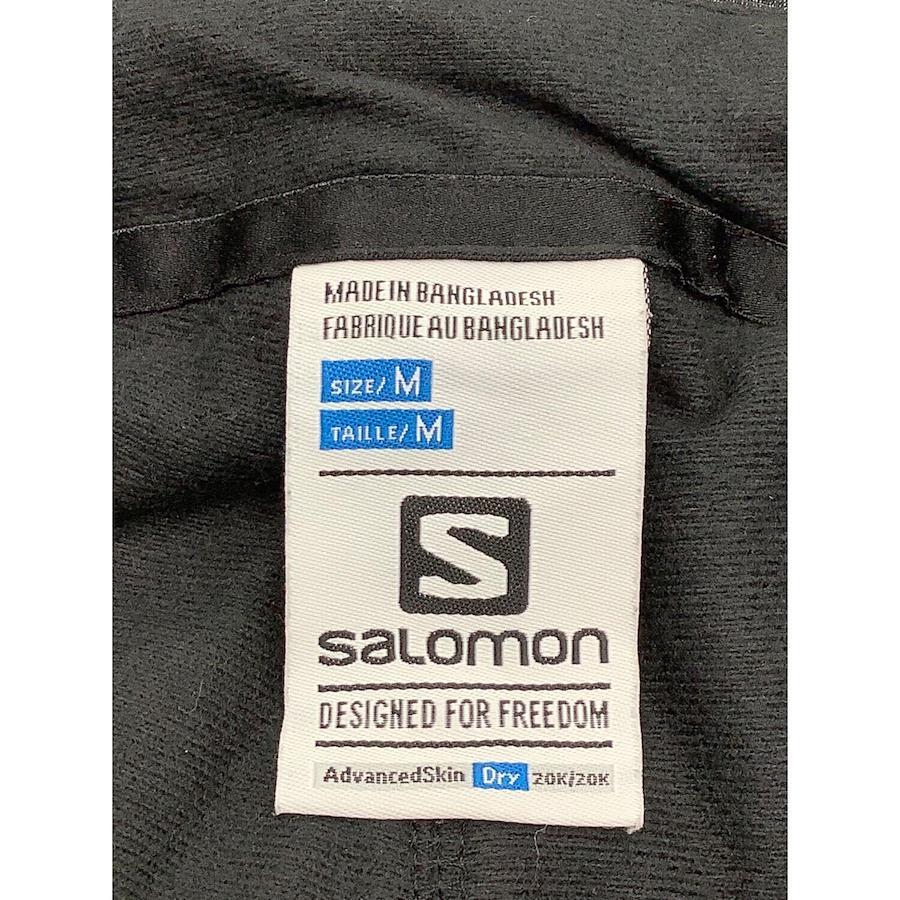 MADE IN BANGLADESH
FABRIQUE AU BANGLADESH
SIZE/ M
TAILLE/ M
S
SALOMON
DESIGNED FOR FREEDOM
AdvancedSkin Dry 20K/20K